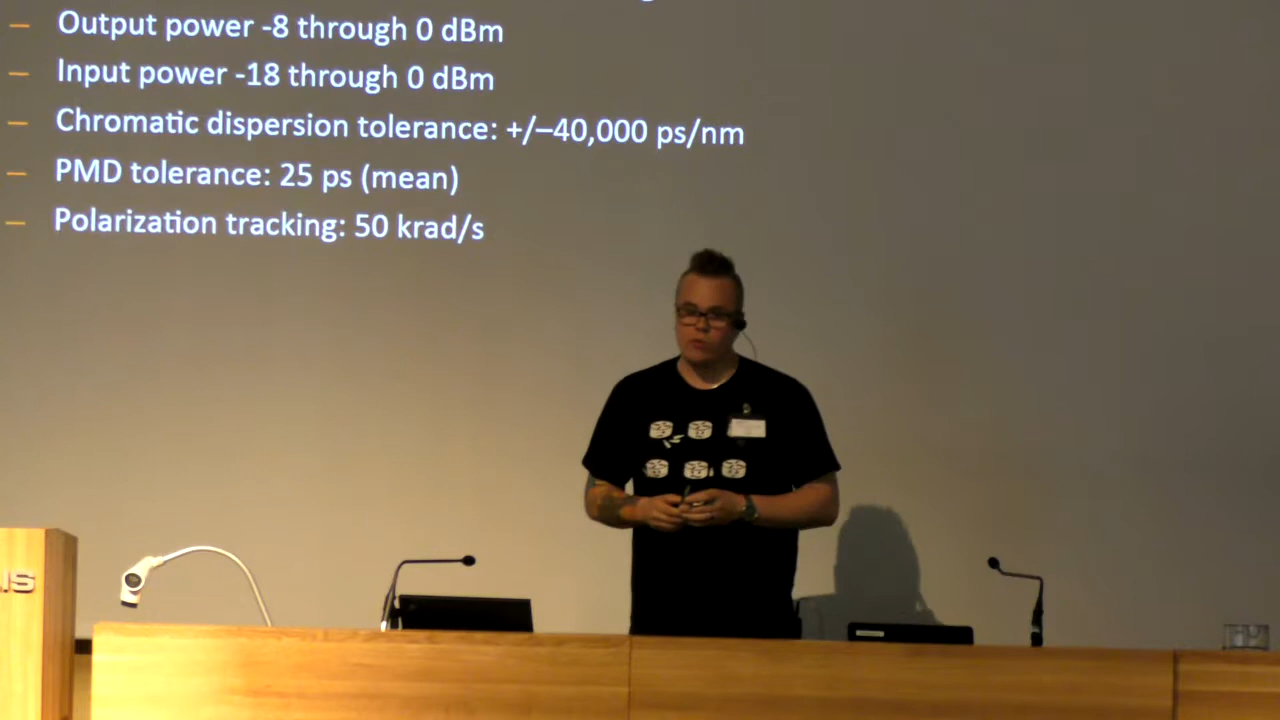 – Output power -8 through 0 dBm
– Input power -18 through 0 dBm
– Chromatic dispersion tolerance: +/–40,000 ps/nm
– PMD tolerance: 25 ps (mean)
– Polarization tracking: 50 krad/s
IS